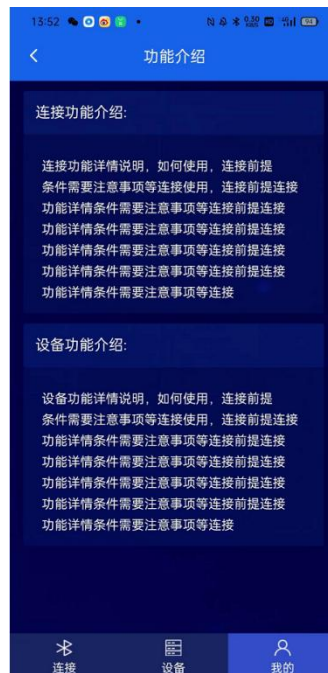 13:52
功能介绍
连接功能介绍:
连接功能详情说明，如何使用，连接前提
条件需要注意事项等连接使用，连接前提连接
功能详情条件需要注意事项等连接前提连接
功能详情条件需要注意事项等连接前提连接
功能详情条件需要注意事项等连接前提连接
功能详情条件需要注意事项等连接前提连接
功能详情条件需要注意事项等连接
设备功能介绍:
设备功能详情说明，如何使用，连接前提
条件需要注意事项等连接使用，连接前提连接
功能详情条件需要注意事项等连接前提连接
功能详情条件需要注意事项等连接前提连接
功能详情条件需要注意事项等连接前提连接
功能详情条件需要注意事项等连接前提连接
功能详情条件需要注意事项等连接
连接 设备 我的